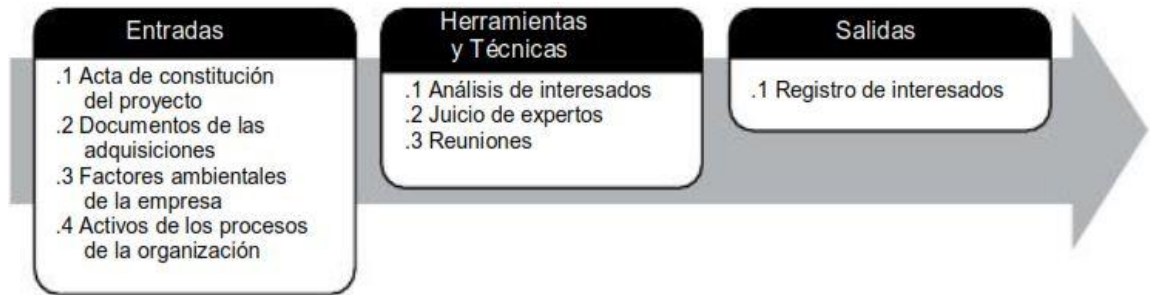 Entradas
.1 Acta de constitución
del proyecto
.2 Documentos de las
adquisiciones
.3 Factores ambientales
de la empresa
.4 Activos de los procesos
de la organización
Herramientas
y Técnicas
.1 Análisis de interesados
.2 Juicio de expertos
.3 Reuniones
Salidas
.1 Registro de interesados